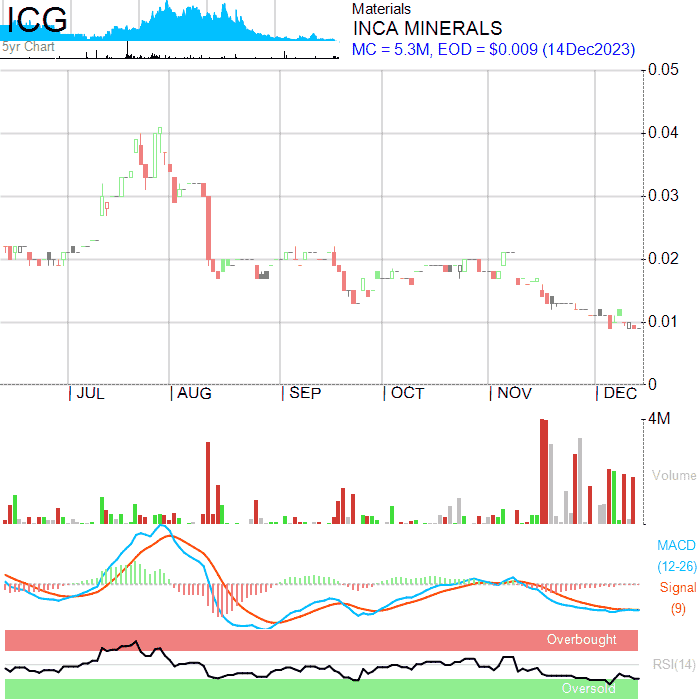 ICG
5yr Chart
Materials
INCA MINERALS
MC = 5.3M, EOD = $0.009 (14Dec2023)
0.05
0.04
0.03
0.02
0.01
0
JUL AUG SEP OCT NOV DEC
4M
Volume
MACD
(12-26)
Signal
(9)
Overbought
RSI(14)
Oversold